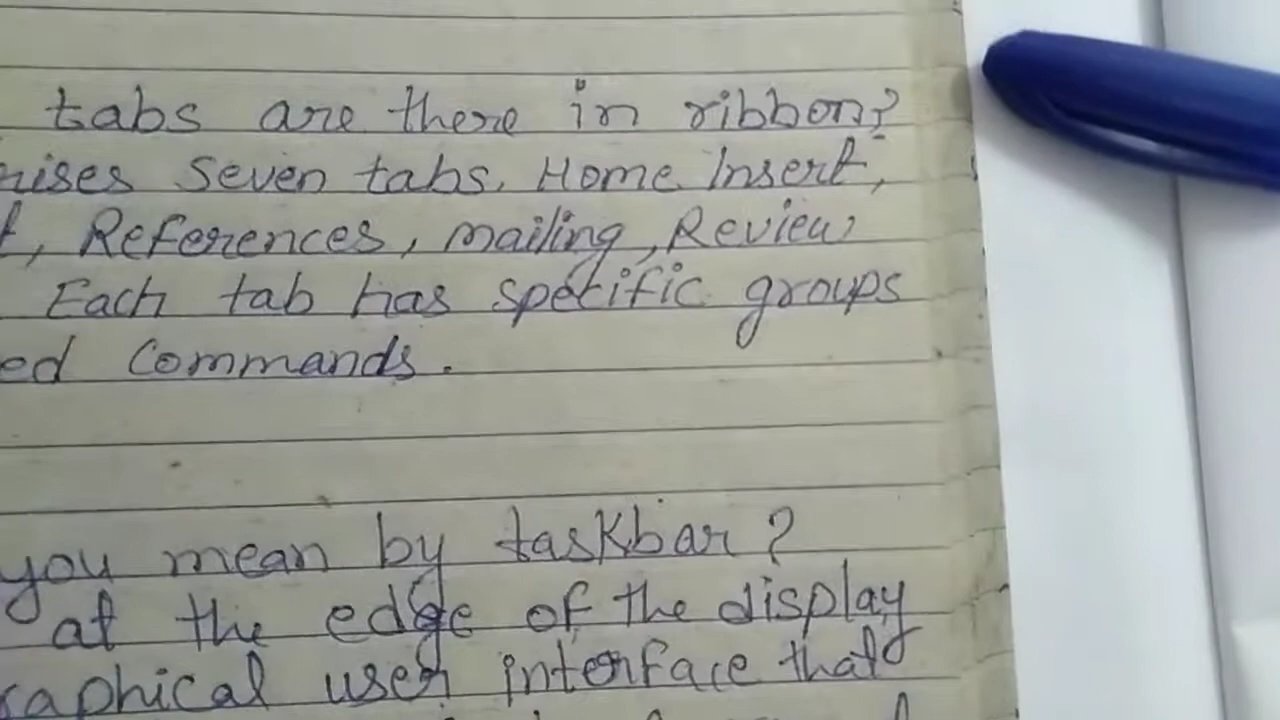 tabs are there in ribbon?
rises seven tabs. Home Insert,
t, References, mailing, Review
Each tab has specific groups
ed Commands.
you mean by taskbar?
at the edge of the display
raphical user interface that